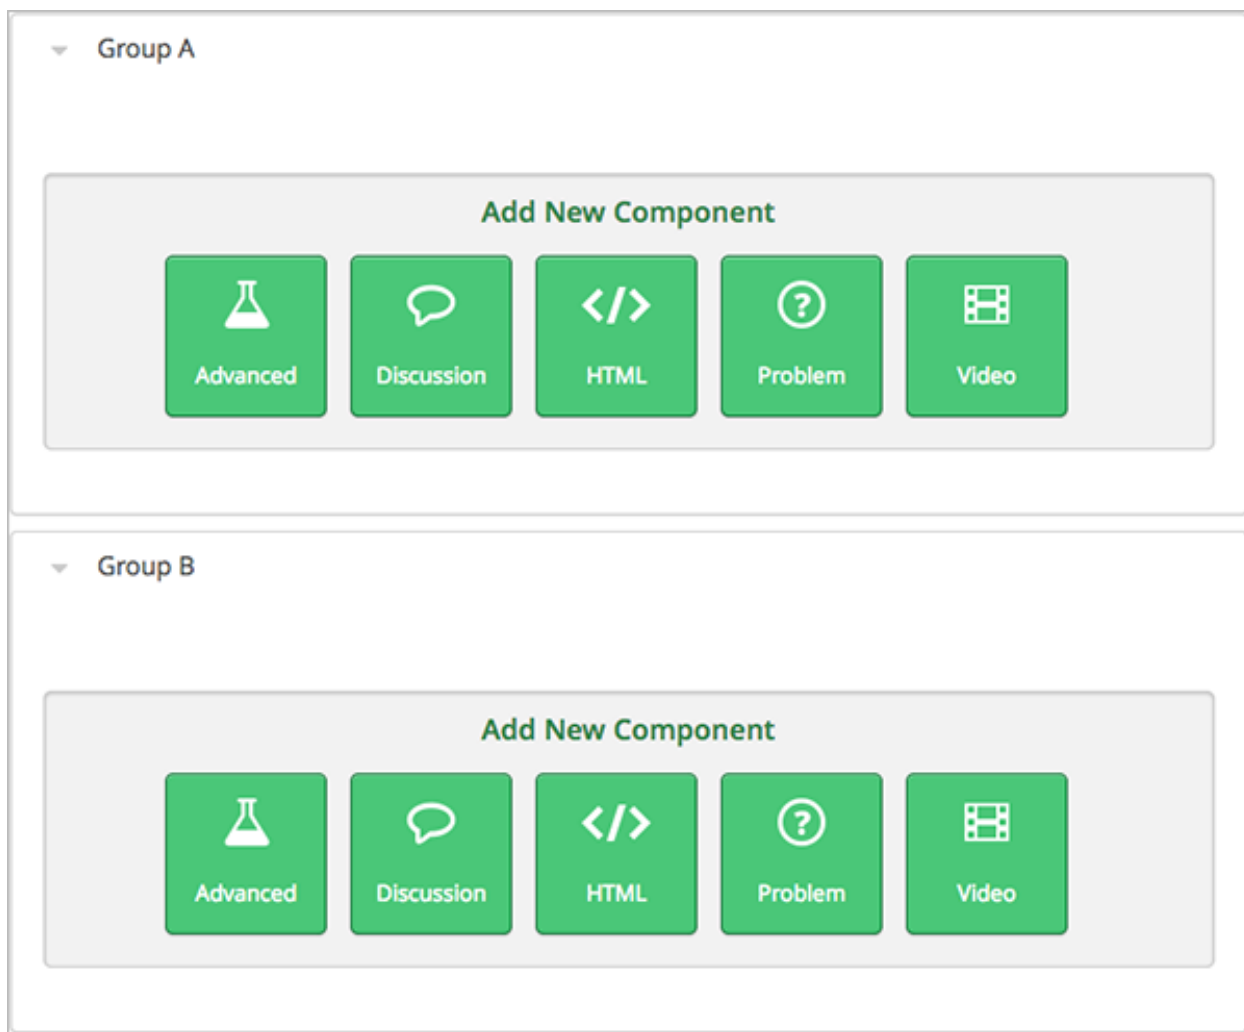 Group A
Add New Component
Advanced Discussion HTML Problem Video
Group B
Add New Component
Advanced Discussion HTML Problem Video